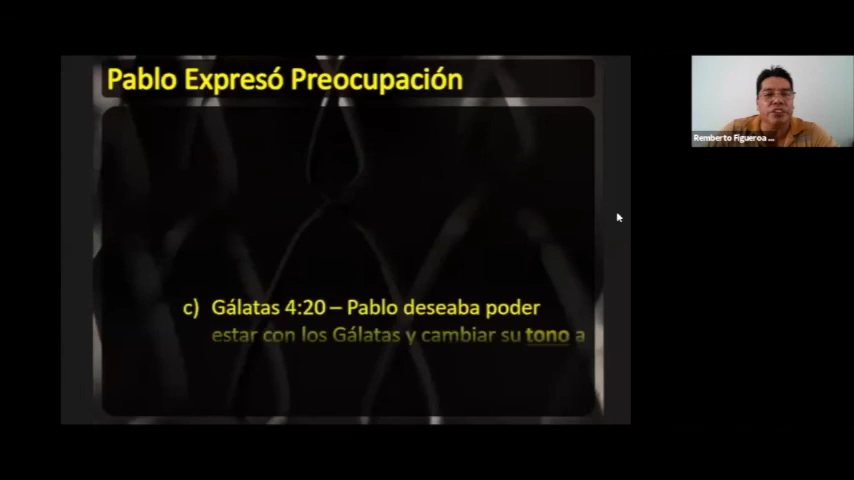 Pablo Expresó Preocupación
Remberto Figueroa ...
c) Gálatas 4:20 – Pablo deseaba poder
estar con los Gálatas y cambiar su tono a